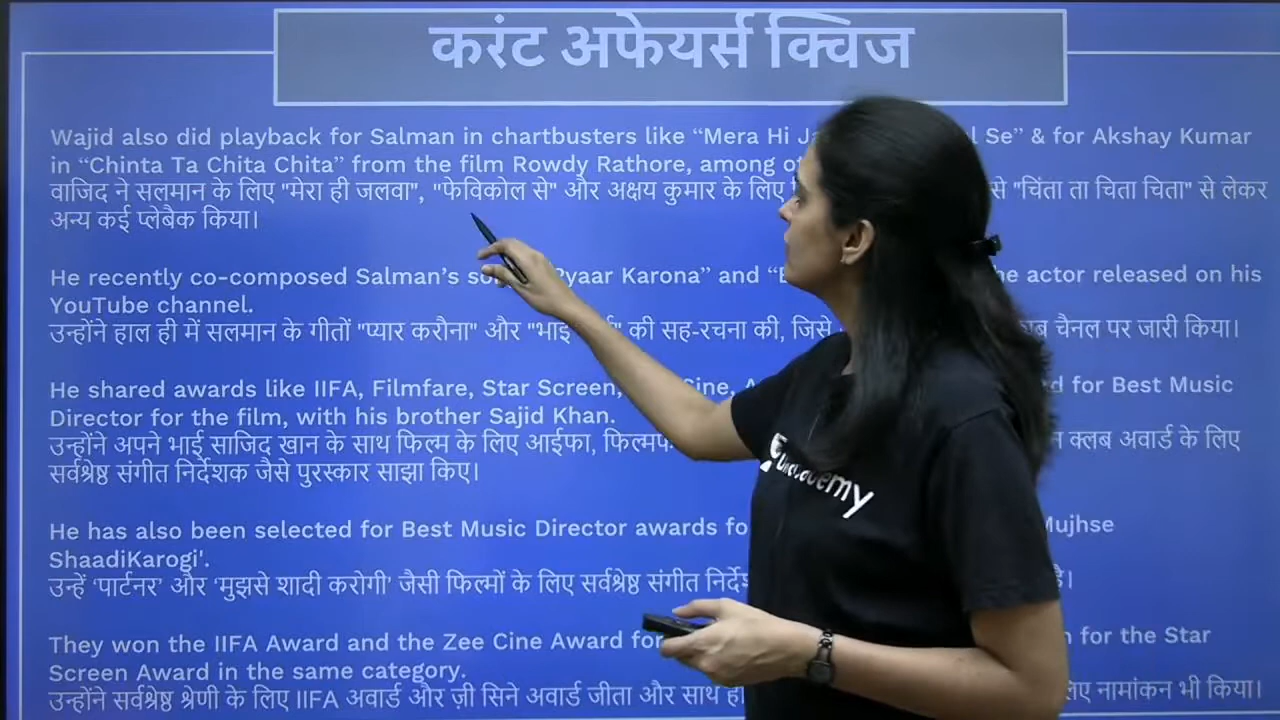 करंट अफेयर्स क्विज
Wajid also did playback for Salman in chartbusters like “Mera Hi Se” & for Akshay Kumar
in “Chinta Ta Chita Chita” from the film Rowdy Rathore, among
वाजिद ने सलमान के लिए "मेरा ही जलवा", "फेविकोल से" और अक्षय कुमार के लिए से "चिंता ता चिता चिता" से लेकर
अन्य कई प्लेबैक किया।
He recently co-composed Salman’s Pyaar Karona” and actor released on his
YouTube channel.
उन्होंने हाल ही में सलमान के गीतों "प्यार करौना" और "भाई की सह-रचना की, जिसे चैनल पर जारी किया।
He shared awards like IIFA, Filmfare, Star Screen, Sine, for Best Music
Director for the film, with his brother Sajid Khan.
उन्होंने अपने भाई साजिद खान के साथ फिल्म के लिए आईफा, क्लब अवार्ड के लिए
सर्वश्रेष्ठ संगीत निर्देशक जैसे पुरस्कार साझा किए।
He has also been selected for Best Music Director awards Mujhse
ShaadiKarogi'.
उन्हें ‘पार्टनर’ और ‘मुझसे शादी करोगी’ जैसी फिल्मों के लिए सर्वश्रेष्ठ संगीत
They won the IIFA Award and the Zee Cine Award for for the Star
Screen Award in the same category.
उन्होंने सर्वश्रेष्ठ श्रेणी के लिए IIFA अवार्ड और ज़ी सिने अवार्ड जीता और साथ नामांकन भी किया।
unacademy